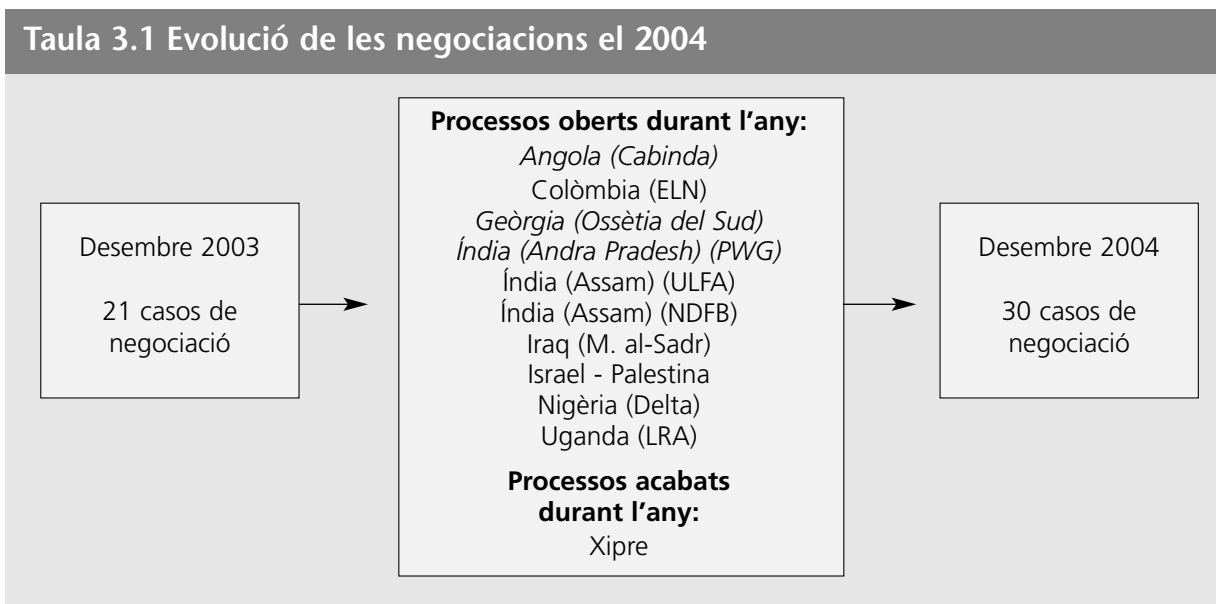 Taula 3.1 Evolució de les negociacions el 2004
Desembre 2003
21 casos de
negociació
Processos oberts durant l'any:
Angola (Cabinda)
Colòmbia (ELN)
Geòrgia (Ossètia del Sud)
Índia (Andra Pradesh) (PWG)
Índia (Assam) (ULFA)
Índia (Assam) (NDFB)
Iraq (M. al-Sadr)
Israel - Palestina
Nigèria (Delta)
Uganda (LRA)
Processos acabats
durant l'any:
Xipre
Desembre 2004
30 casos de
negociació